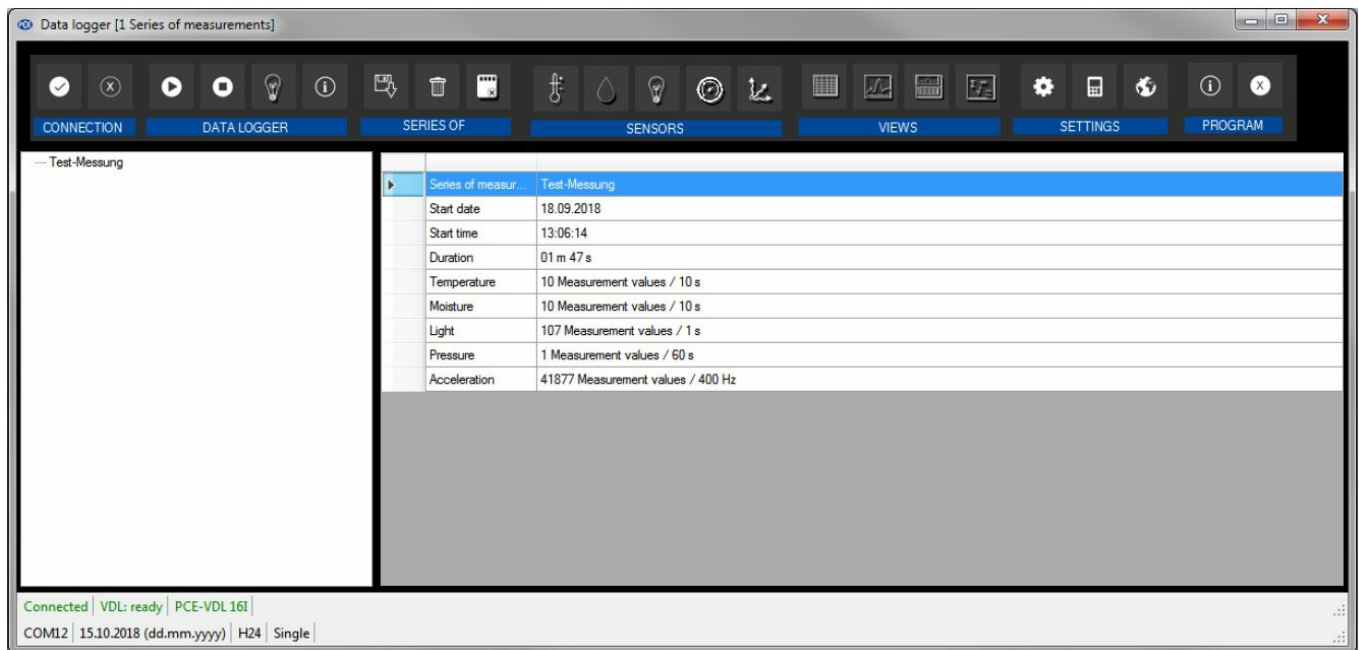 Data logger [1 Series of measurements]
CONNECTION DATA LOGGER SERIES OF SENSORS VIEWS SETTINGS PROGRAM
Test-Messung
Series of measur... Test-Messung
Start date 18.09.2018
Start time 13:06:14
Duration 01 m 47 s
Temperature 10 Measurement values / 10 s
Moisture 10 Measurement values / 10 s
Light 107 Measurement values / 1 s
Pressure 1 Measurement values / 60 s
Acceleration 41877 Measurement values / 400 Hz
Connected VDL: ready PCE-VDL 16I
COM12 15.10.2018 (dd.mm.yyyy) H24 Single